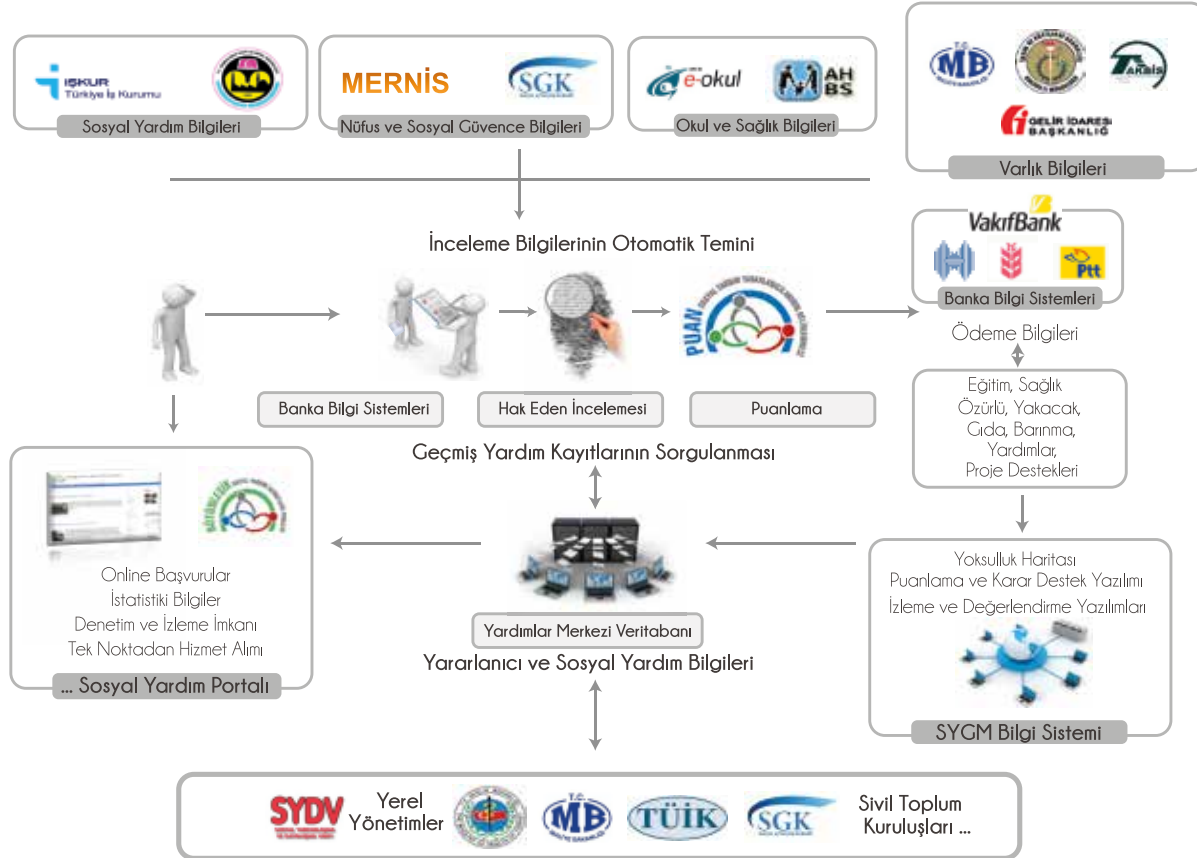 İŞKUR
Türkiye İş Kurumu
Sosyal Yardım Bilgileri
MERNİS
SGK
Nüfus ve Sosyal Güvence Bilgileri
e-okul
AH
BS
Okul ve Sağlık Bilgileri
T.C.
MB
TAKBİS
GELİR İDARESİ
BAŞKANLIĞ
Varlık Bilgileri
İnceleme Bilgilerinin Otomatik Temini
VakıfBank
Ptt
Banka Bilgi Sistemleri
Ödeme Bilgileri
PUAN
Banka Bilgi Sistemleri
Hak Eden İncelemesi
Puanlama
Eğitim, Sağlık
Özürlü, Yakacak,
Gıda, Barınma,
Yardımlar,
Proje Destekleri
Geçmiş Yardım Kayıtlarının Sorgulanması
BÜTÜNLEŞİK
Online Başvurular
İstatistiki Bilgiler
Denetim ve İzleme İmkanı
Tek Noktadan Hizmet Alımı
... Sosyal Yardım Portalı
Yardımlar Merkezi Veritabanı
Yararlanıcı ve Sosyal Yardım Bilgileri
Yoksulluk Haritası
Puanlama ve Karar Destek Yazılımı
İzleme ve Değerlendirme Yazılımları
SYGM Bilgi Sistemi
SYDV
Yerel
Yönetimler
T.C.
MB
TÜİK
SGK
Sivil Toplum
Kuruluşları ...